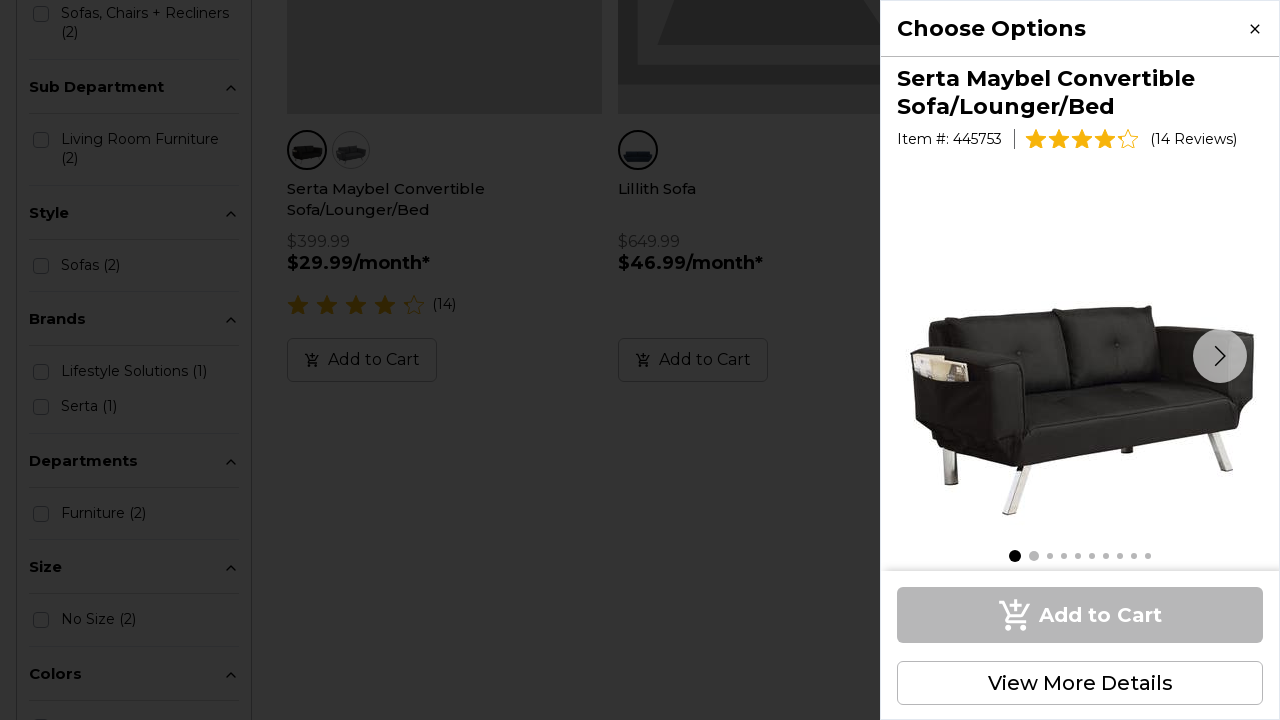 Sofas, Chairs + Recliners
(2)
Sub Department
Living Room Furniture
(2)
Style
Sofas (2)
Brands
Lifestyle Solutions (1)
Serta (1)
Departments
Furniture (2)
Size
No Size (2)
Colors
Serta Maybel Convertible
Sofa/Lounger/Bed
$399.99
$29.99/month*
(14)
Add to Cart
Lillith Sofa
$649.99
$46.99/month*
Add to Cart
Choose Options
×
Serta Maybel Convertible
Sofa/Lounger/Bed
Item #: 445753
(14 Reviews)
Add to Cart
View More Details